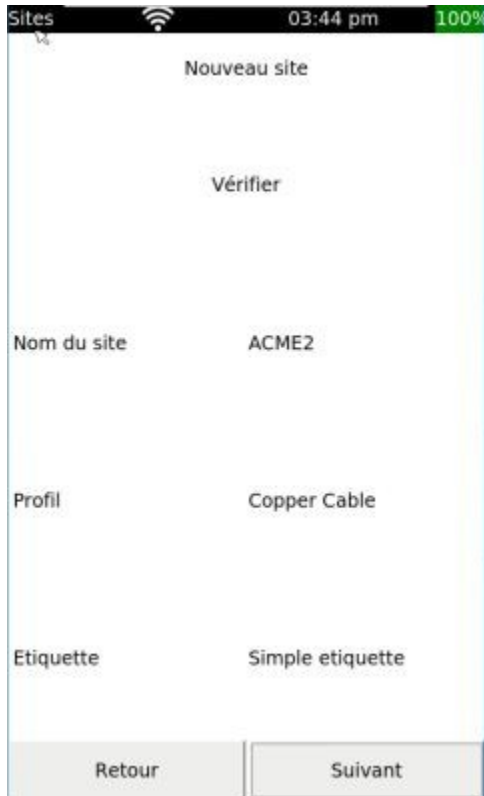 Sites 03:44 pm 100%
Nouveau site
Vérifier
Nom du site ACME2
Profil Copper Cable
Etiquette Simple etiquette
Retour Suivant